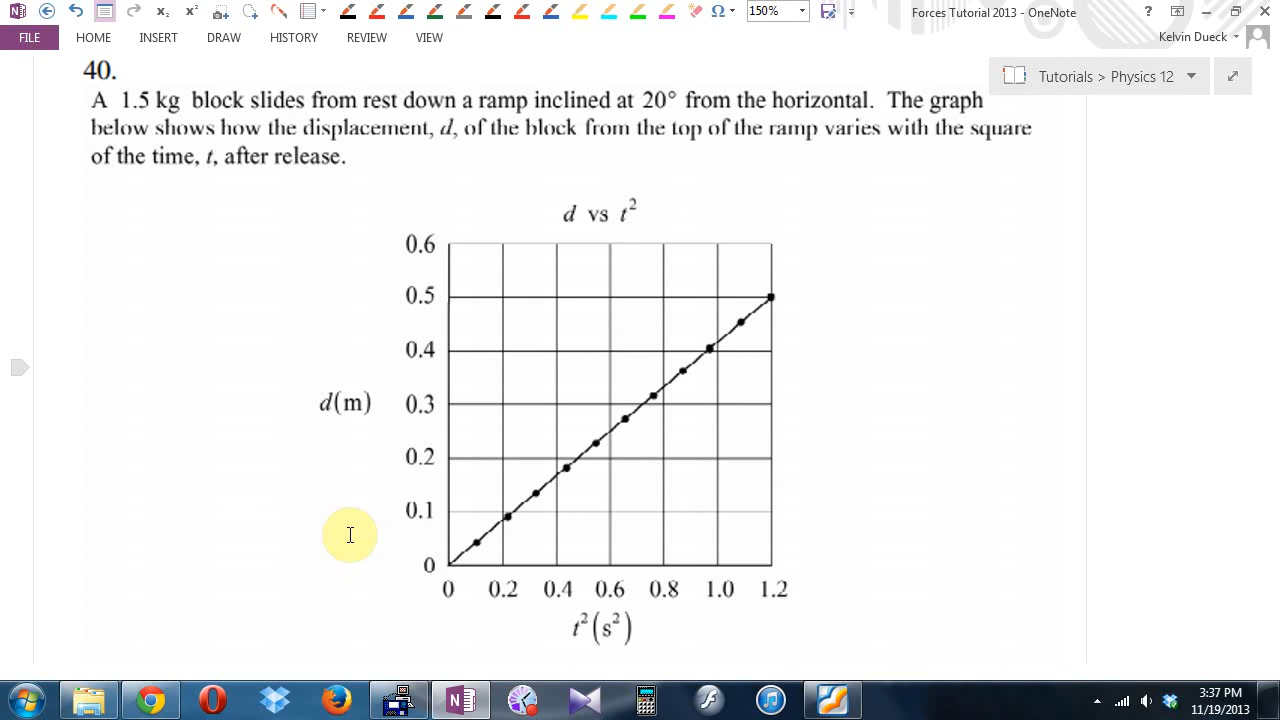 150%
Forces Tutorial 2013 - OneNote
FILE HOME INSERT DRAW HISTORY REVIEW VIEW
Kelvin Dueck
Tutorials > Physics 12
40.
A 1.5 kg block slides from rest down a ramp inclined at 20° from the horizontal. The graph
below shows how the displacement, d, of the block from the top of the ramp varies with the square
of the time, t, after release.
d vs t²
0.6
0.5
0.4
d(m) 0.3
0.2
0.1
0
0 0.2 0.4 0.6 0.8 1.0 1.2
t²(s²)
3:37 PM
11/19/2013